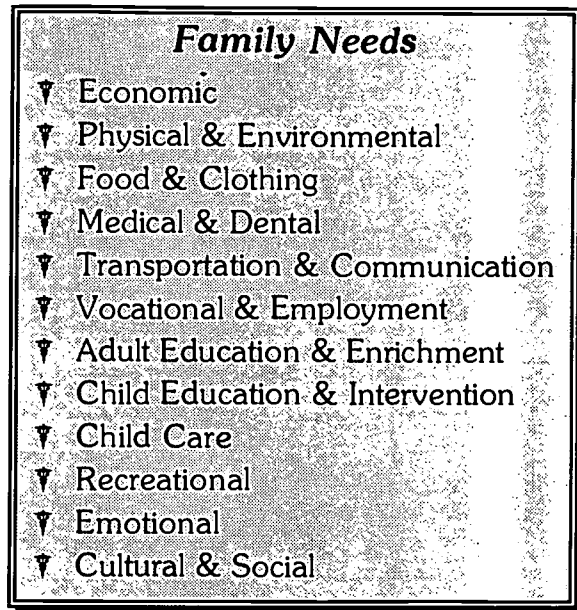 Family Needs
Economic
Physical & Environmental
Food & Clothing
Medical & Dental
Transportation & Communication
Vocational & Employment
Adult Education & Enrichment
Child Education & Intervention
Child Care
Recreational
Emotional
Cultural & Social